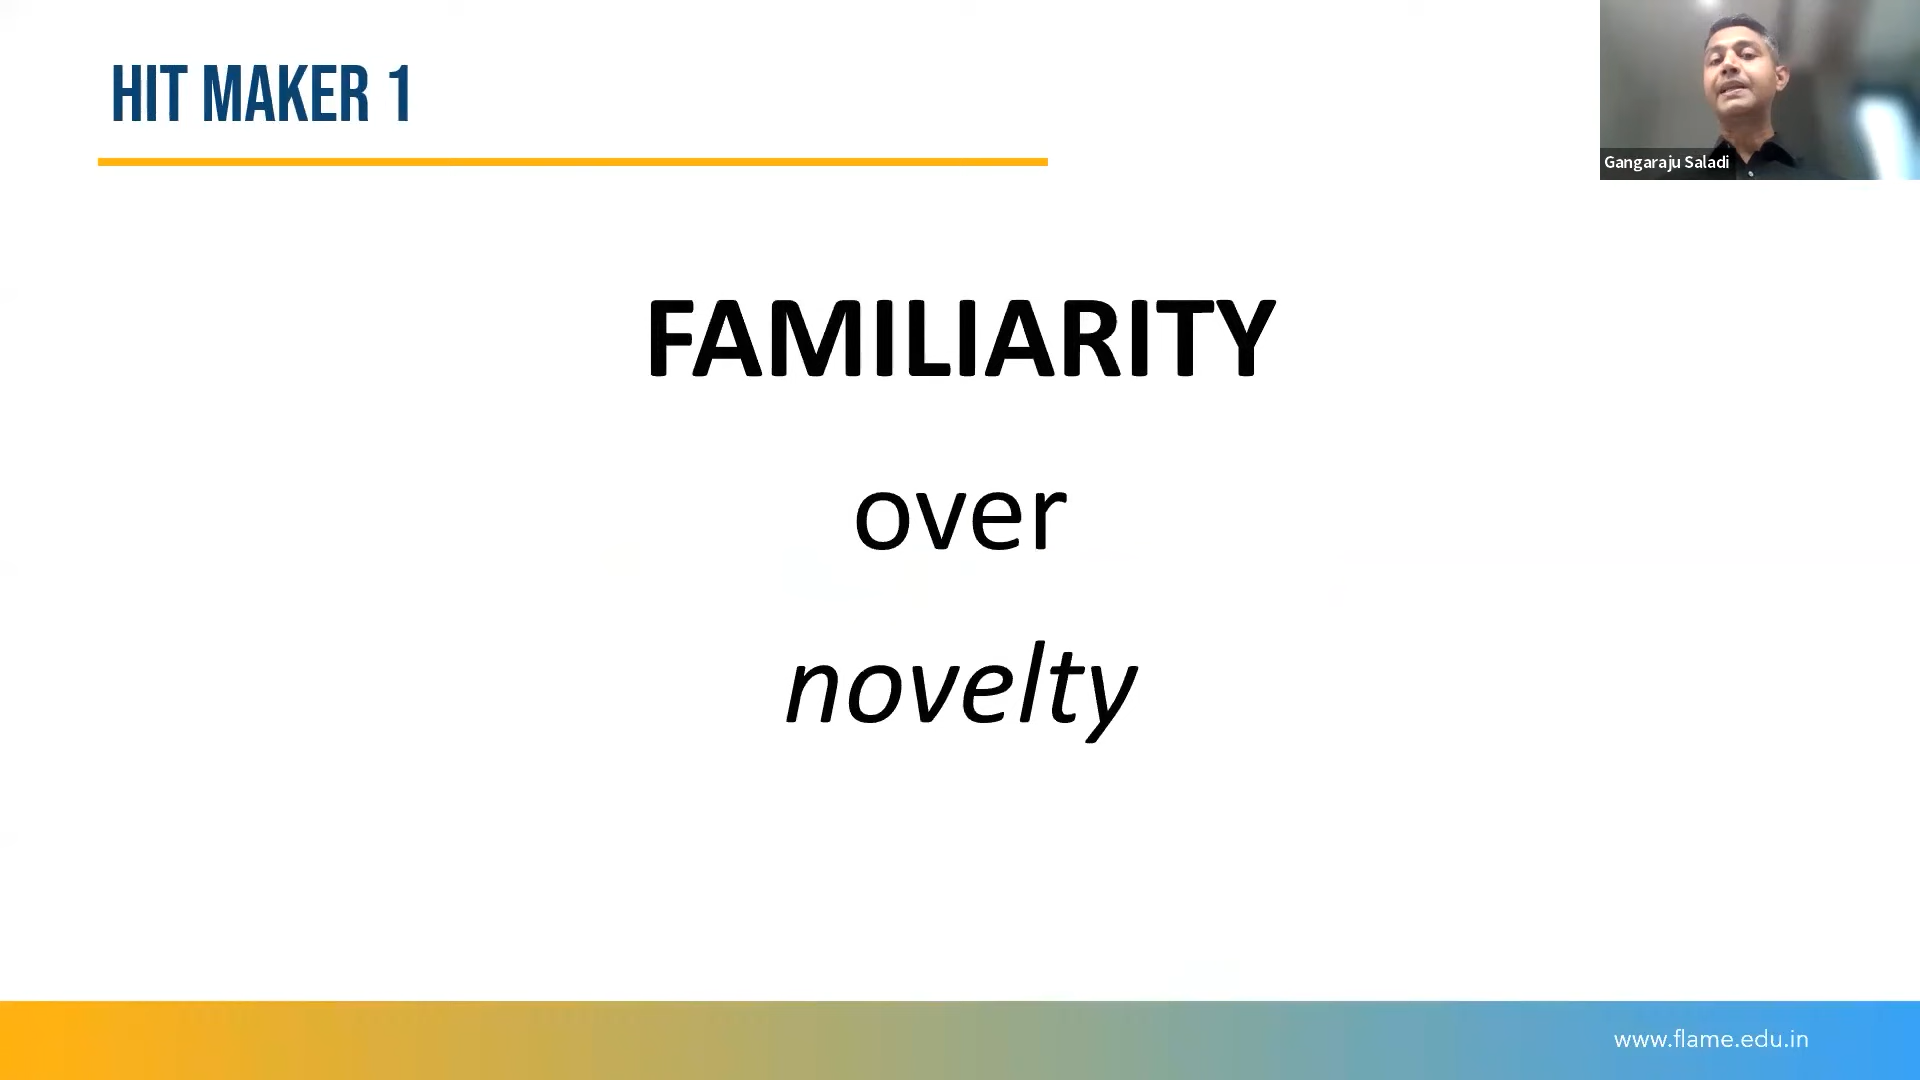 HIT MAKER 1
Gangaraju Saladi
FAMILIARITY
over
novelty
www.flame.edu.in